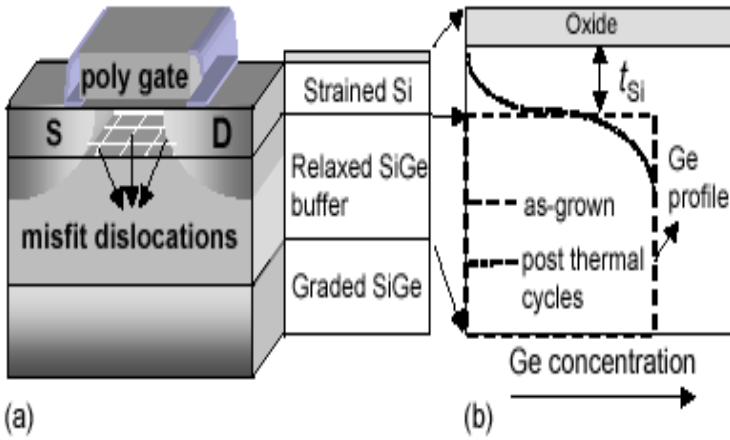 poly gate
S
D
misfit dislocations
Strained Si
Relaxed SiGe
buffer
Graded SiGe
(a)
Oxide
tSi
Ge
profile
as-grown
post thermal
cycles
Ge concentration
(b)